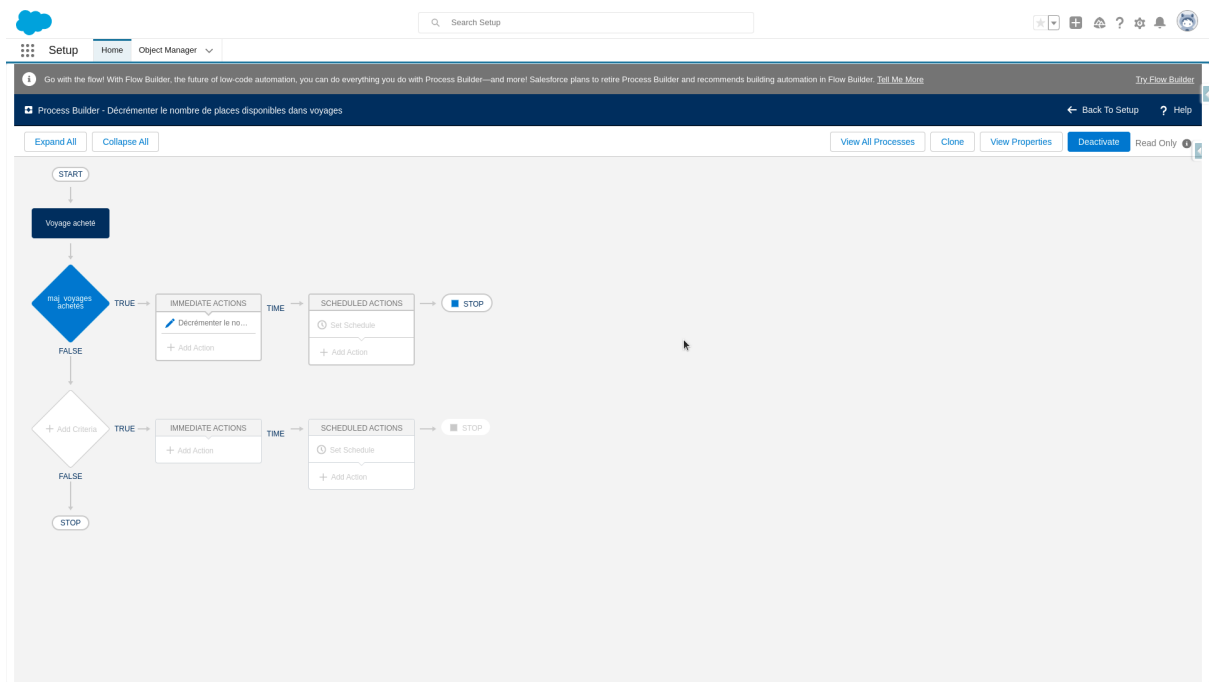 Search Setup
Setup
Home
Object Manager
Go with the flow! With Flow Builder, the future of low-code automation, you can do everything you do with Process Builder—and more! Salesforce plans to retire Process Builder and recommends building automation in Flow Builder. Tell Me More
Try Flow Builder
Process Builder - Décrémenter le nombre de places disponibles dans voyages
Back To Setup
Help
Expand All
Collapse All
View All Processes
Clone
View Properties
Deactivate
Read Only
START
Voyage acheté
maj voyages
achetés
TRUE
IMMEDIATE ACTIONS
Décrémenter le no...
Add Action
TIME
SCHEDULED ACTIONS
Set Schedule
Add Action
STOP
FALSE
Add Criteria
TRUE
IMMEDIATE ACTIONS
Add Action
TIME
SCHEDULED ACTIONS
Set Schedule
Add Action
STOP
FALSE
STOP